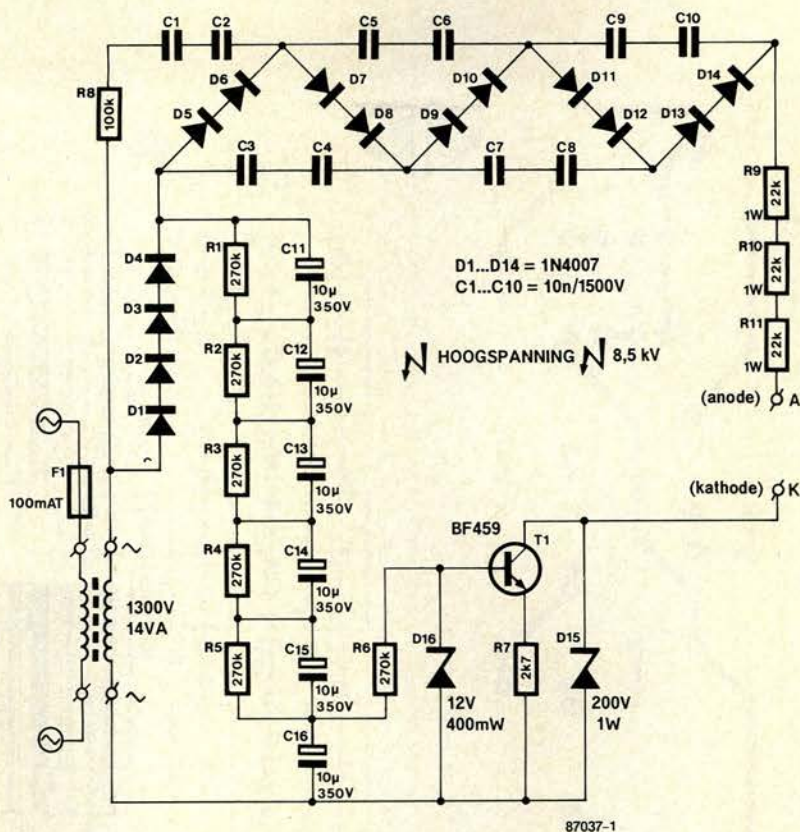 C1 C2 C5 C6 C9 C10
D6 D7 D10 D11 D14
R8 100k
D5 D8 D9 D12 D13
C3 C4 C7 C8
R9
22k
1W
R10
22k
1W
R11
22k
1W
(anode) A
D4
D3
D2
D1
R1
270k
C11
10µ
350V
R2
270k
C12
10µ
350V
R3
270k
C13
10µ
350V
R4
270k
C14
10µ
350V
R5
270k
C15
10µ
350V
C16
10µ
350V
D1...D14 = 1N4007
C1...C10 = 10n/1500V
HOOGSPANNING 8,5 kV
F1
100mAT
∼
1300V
14VA
∼
(kathode) K
BF459
T1
R6
270k
D16
12V
400mW
R7
2k7
D15
200V
1W
87037-1